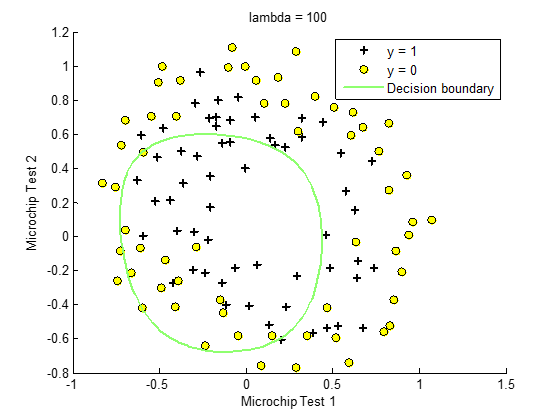 lambda = 100
1.2
1
0.8
0.6
0.4
0.2
0
-0.2
-0.4
-0.6
-0.8
Microchip Test 2
y = 1
y = 0
Decision boundary
-1 -0.5 0 0.5 1 1.5
Microchip Test 1